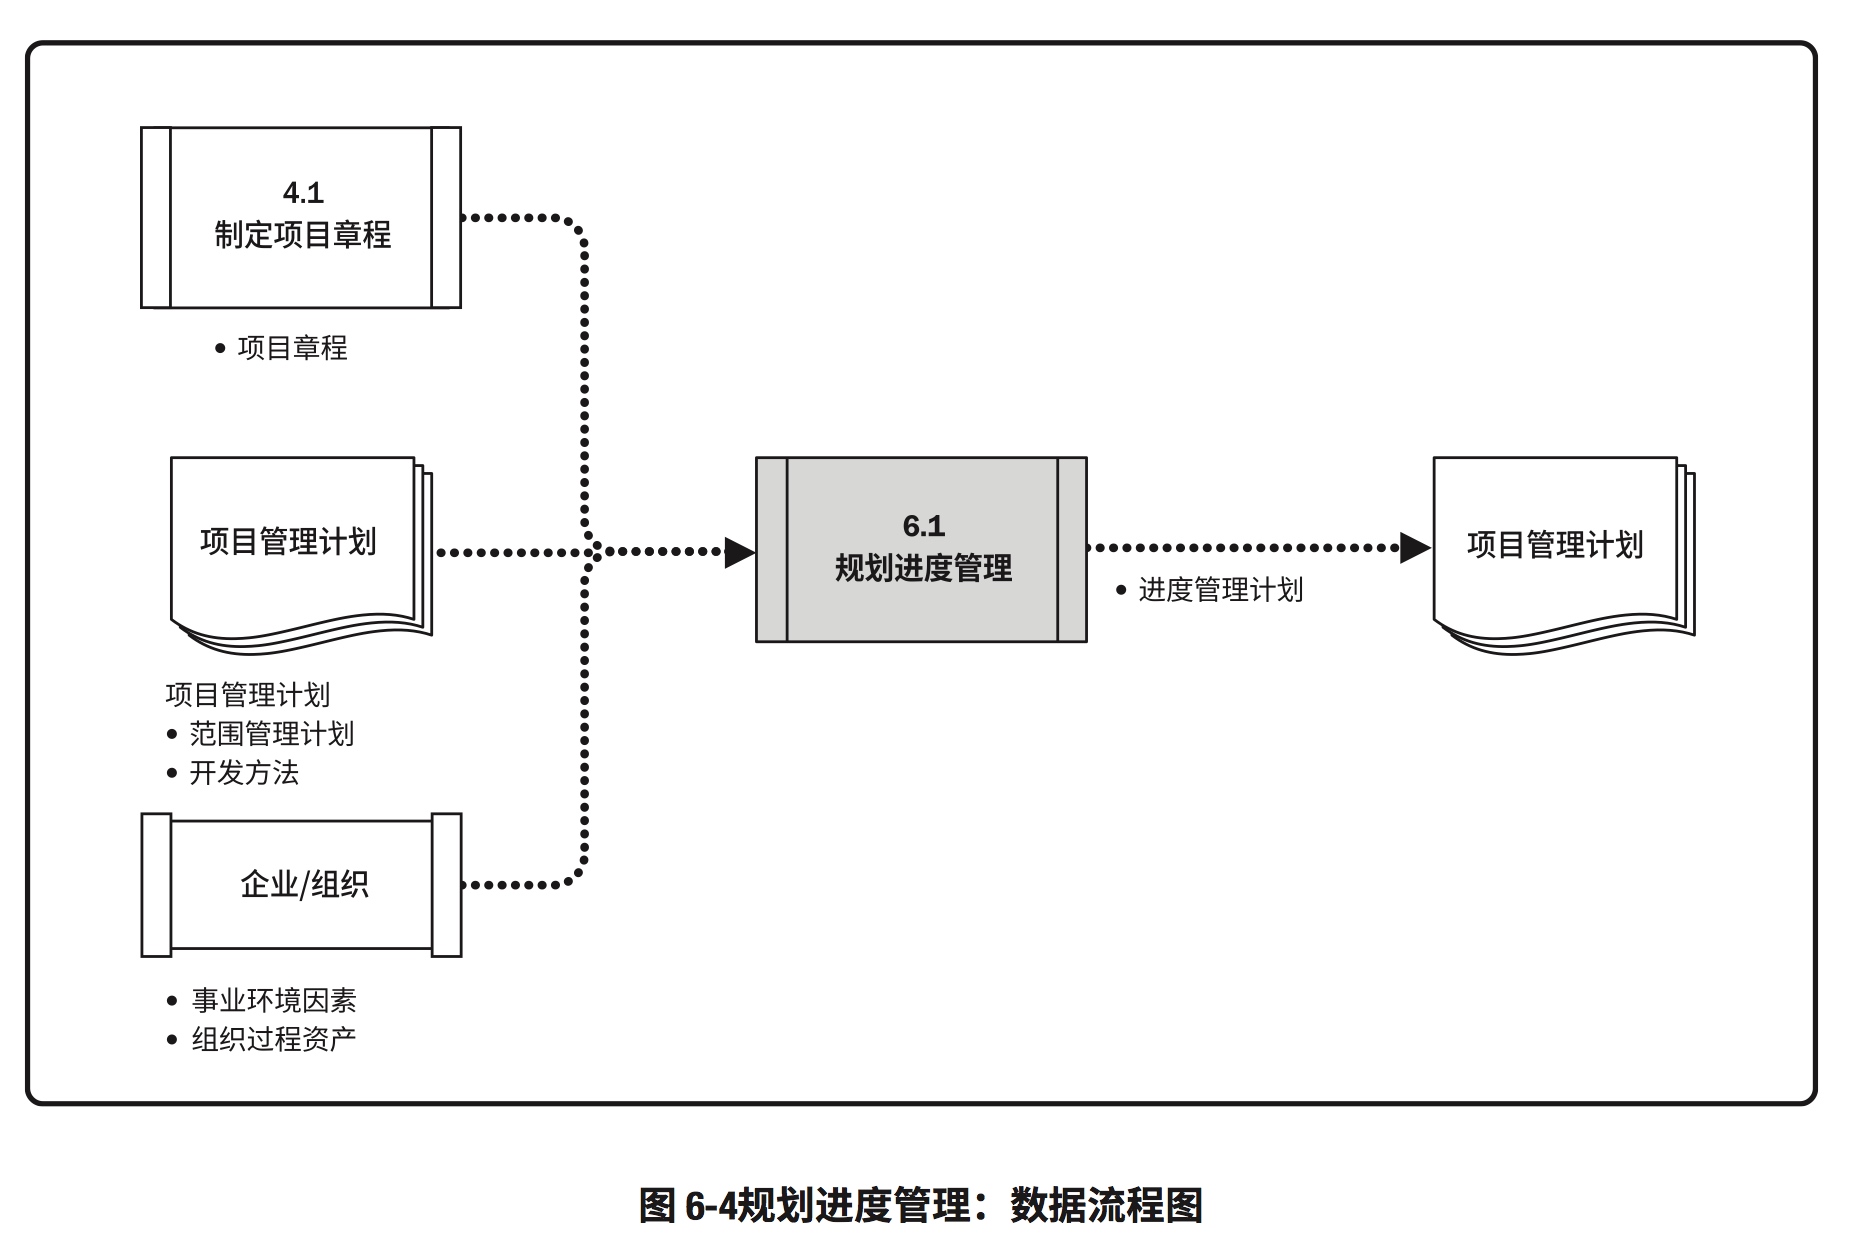 4.1
制定项目章程
• 项目章程
项目管理计划
项目管理计划
• 范围管理计划
• 开发方法
企业/组织
• 事业环境因素
• 组织过程资产
6.1
规划进度管理
• 进度管理计划
项目管理计划
图 6-4规划进度管理：数据流程图